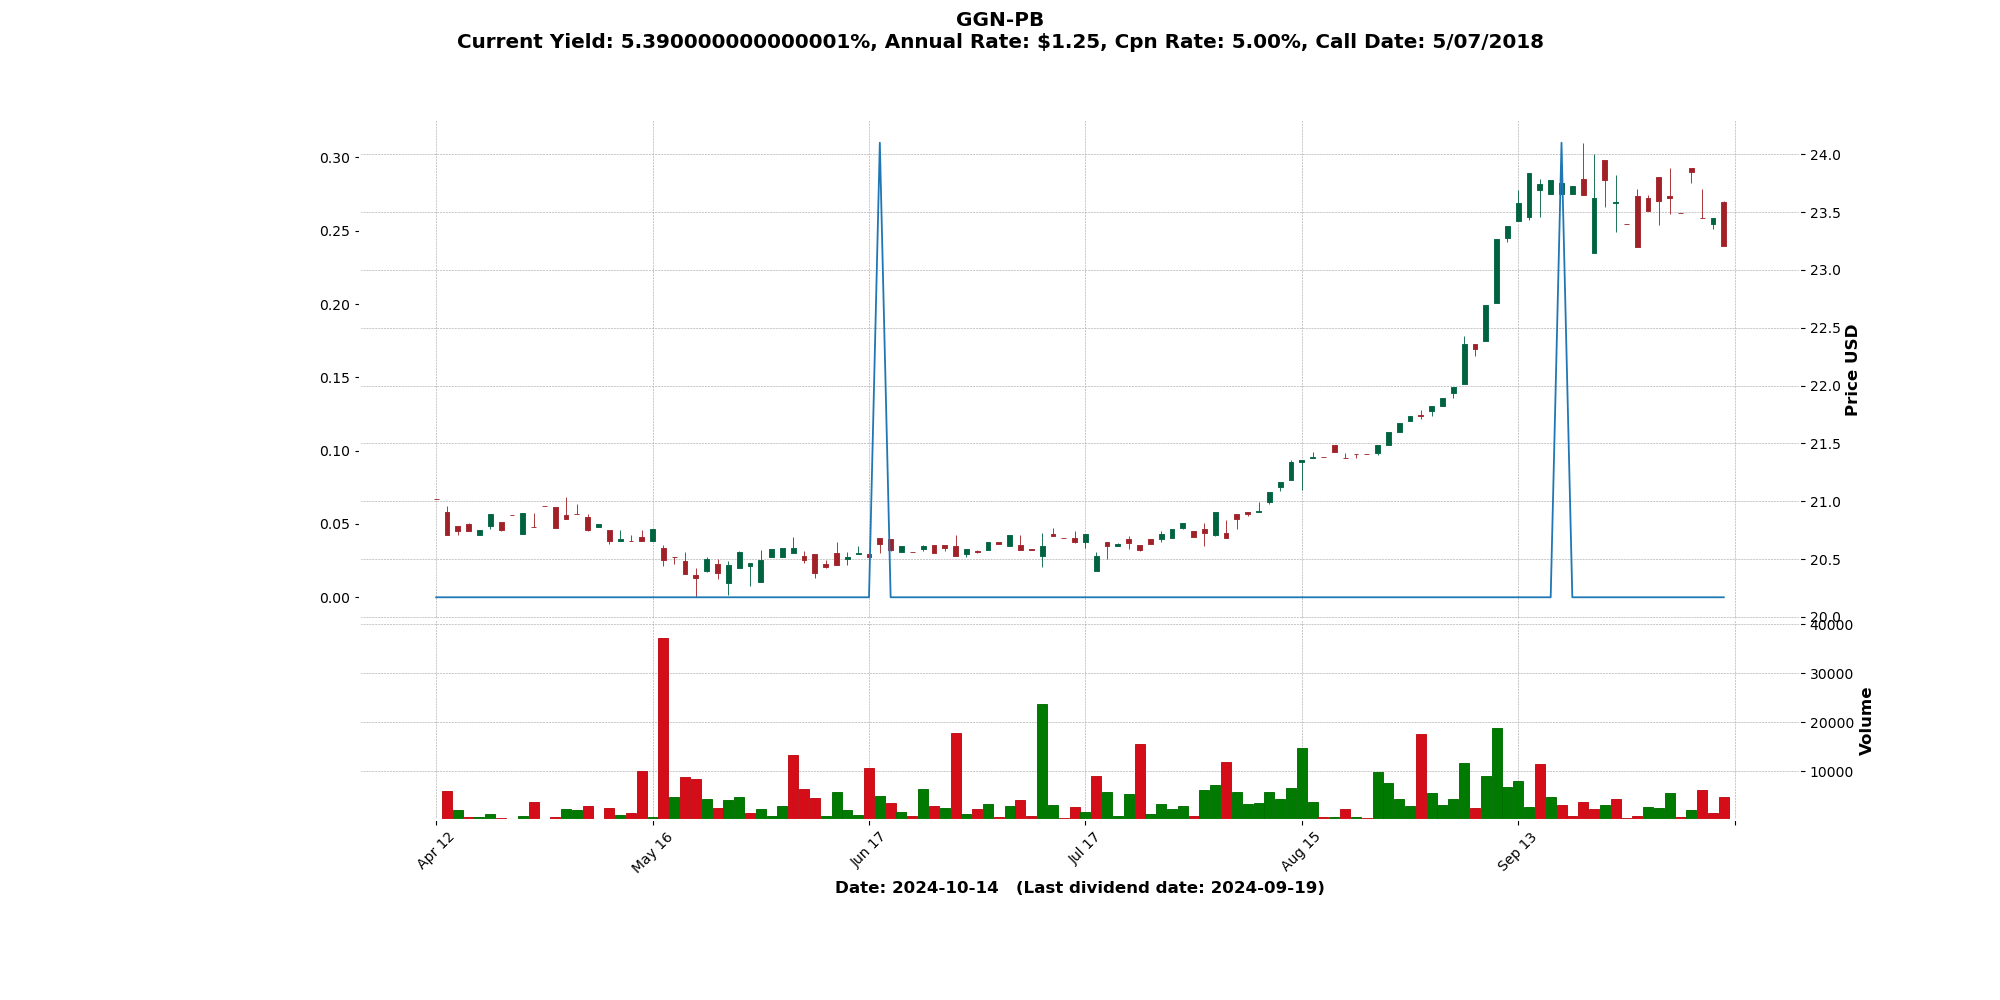 GGN-PB
Current Yield: 5.390000000000001%, Annual Rate: $1.25, Cpn Rate: 5.00%, Call Date: 5/07/2018
0.30
0.25
0.20
0.15
0.10
0.05
0.00
24.0
23.5
23.0
22.5
22.0
21.5
21.0
20.5
20.0
Price USD
40000
30000
20000
10000
Volume
Apr 12
May 16
Jun 17
Jul 17
Aug 15
Sep 13
Date: 2024-10-14 (Last dividend date: 2024-09-19)